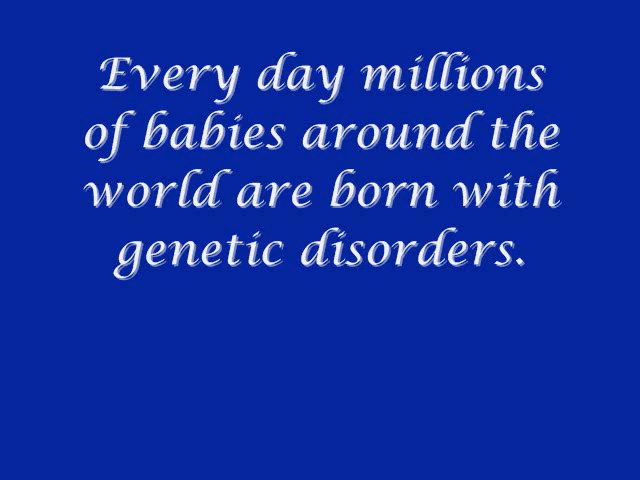 Every day millions
of babies around the
world are born with
genetic disorders.